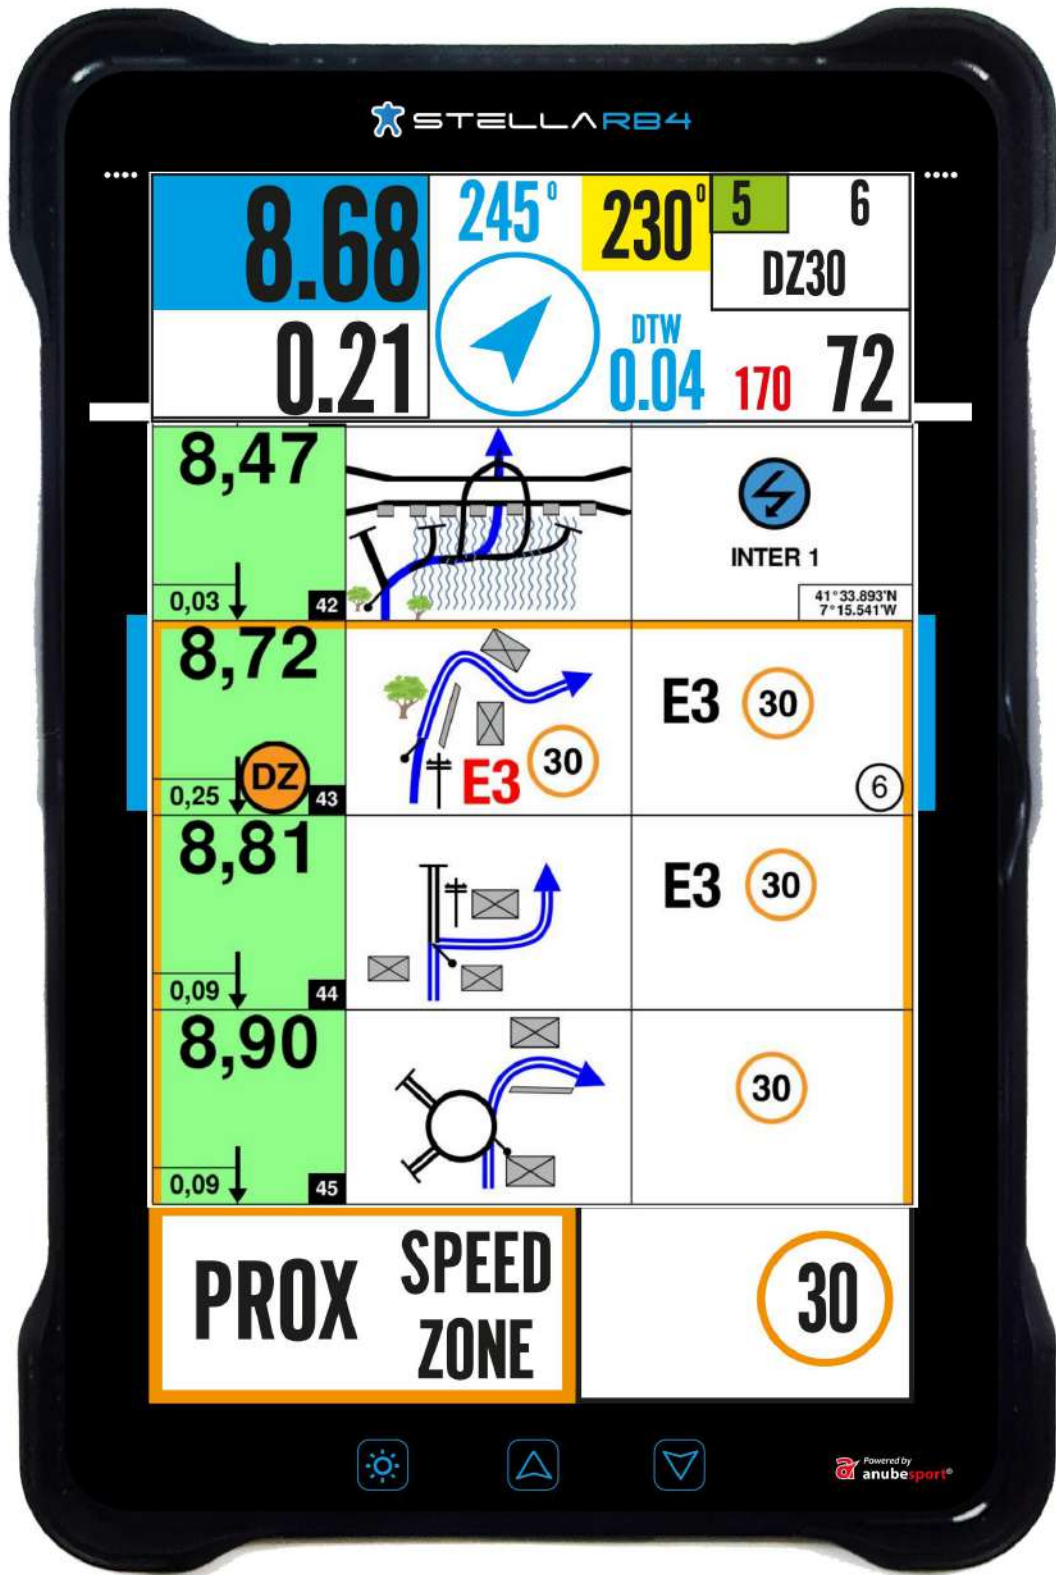 STELLARB4
8.68
245°
230°
5
6
DZ30
0.21
DTW
0.04
170
72
8,47
0,03
42
INTER 1
41°33.893'N
7°15.541'W
8,72
DZ
0,25
43
E3
30
E3
30
6
8,81
0,09
44
E3
30
8,90
0,09
45
30
PROX
SPEED
ZONE
30
Powered by
anubesport®